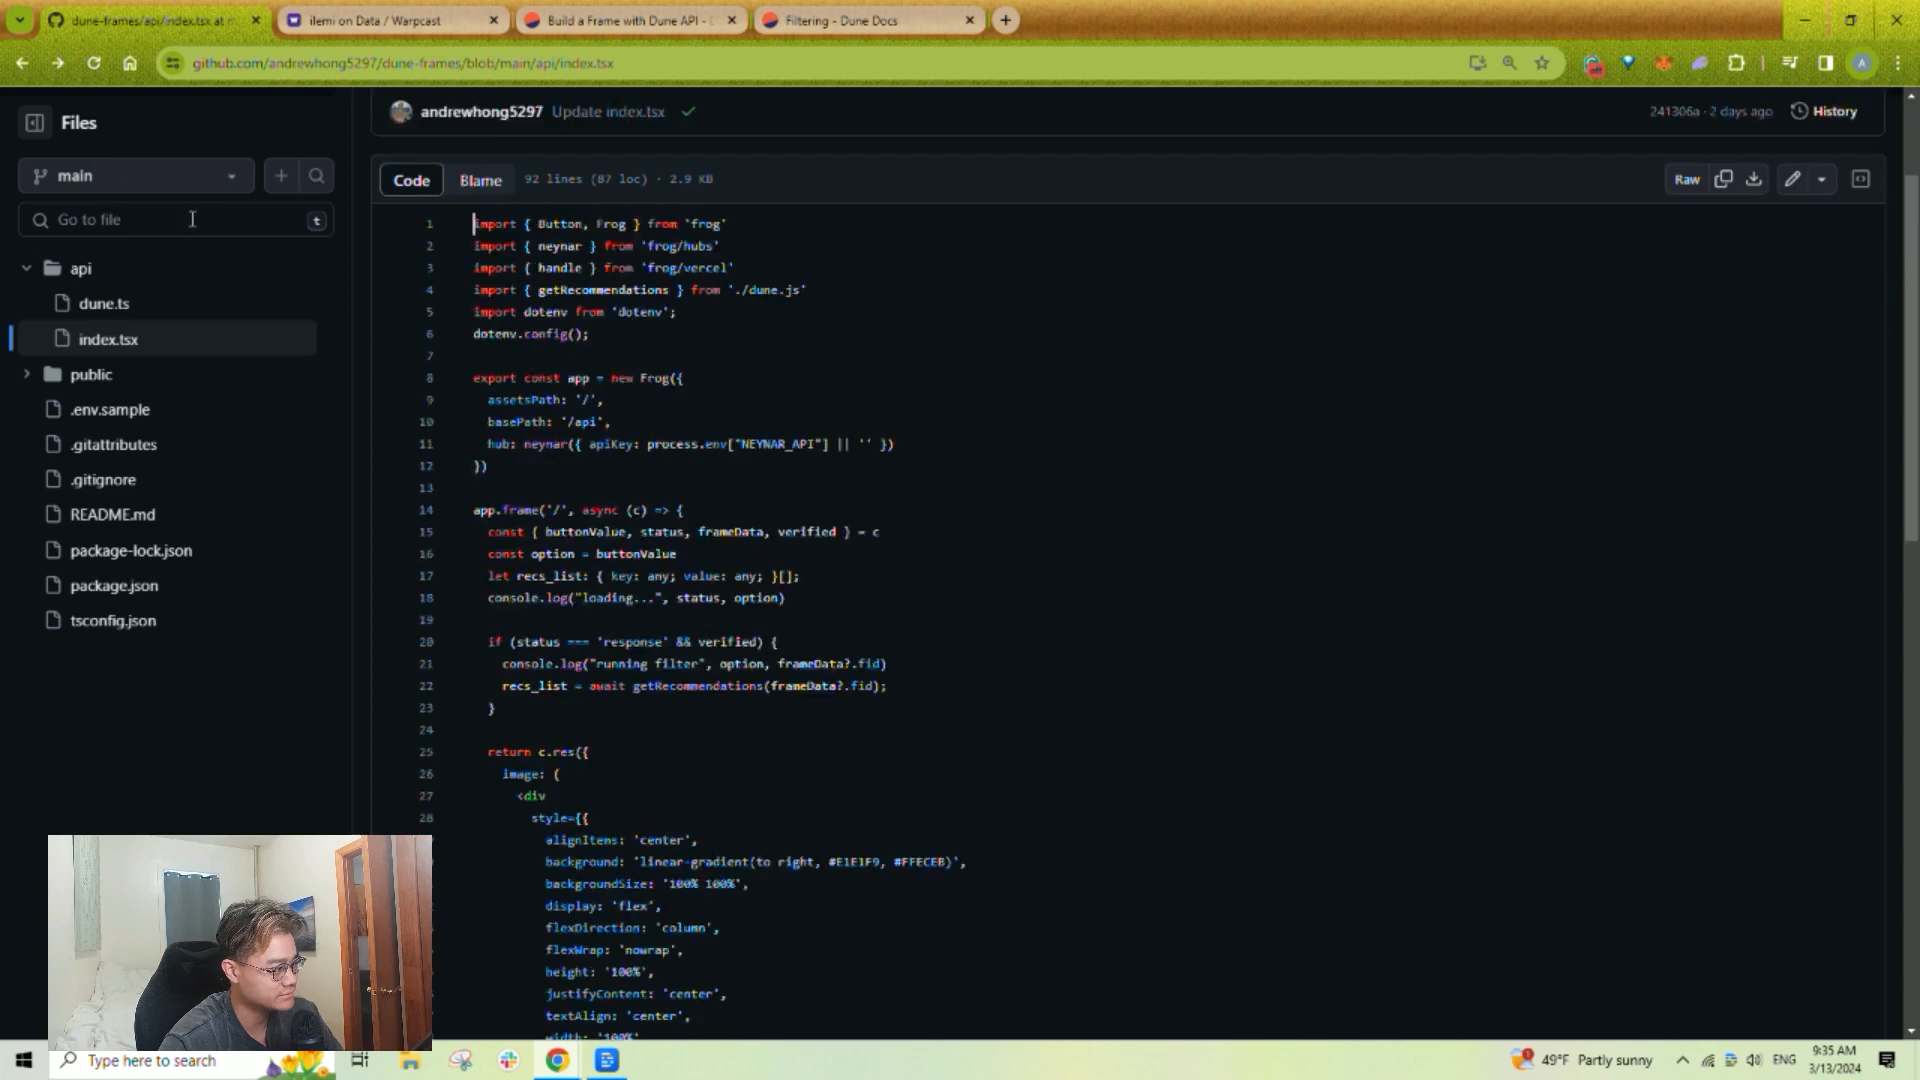 dune-frames/api/index.tsx at m
ilemi on Data / Warpcast
Build a Frame with Dune API -
Filtering - Dune Docs
github.com/andrewhong5297/dune-frames/blob/main/api/index.tsx
A
Files
main
Go to file
t
api
dune.ts
index.tsx
public
.env.sample
.gitattributes
.gitignore
README.md
package-lock.json
package.json
tsconfig.json
andrewhong5297 Update index.tsx
241306a · 2 days ago
History
Code
Blame
92 lines (87 loc) · 2.9 KB
Raw
1 import { Button, Frog } from 'frog'
2 import { neynar } from 'frog/hubs'
3 import { handle } from 'frog/vercel'
4 import { getRecommendations } from './dune.js'
5 import dotenv from 'dotenv';
6 dotenv.config();
7
8 export const app = new Frog({
9 assetsPath: '/',
10 basePath: '/api',
11 hub: neynar({ apiKey: process.env["NEYNAR_API"] || '' })
12 })
13
14 app.frame('/', async (c) => {
15 const { buttonValue, status, frameData, verified } = c
16 const option = buttonValue
17 let recs_list: { key: any; value: any; }[];
18 console.log("loading...", status, option)
19
20 if (status === 'response' && verified) {
21 console.log("running filter", option, frameData?.fid)
22 recs_list = await getRecommendations(frameData?.fid);
23 }
24
25 return c.res({
26 image: (
27 <div
28 style={{
alignItems: 'center',
background: 'linear-gradient(to right, #E1E1F9, #FFECEB)',
backgroundSize: '100% 100%',
display: 'flex',
flexDirection: 'column',
flexWrap: 'nowrap',
height: '100%',
justifyContent: 'center',
textAlign: 'center',
width: '100%'
Type here to search
49°F Partly sunny
ENG
9:35 AM
3/13/2024